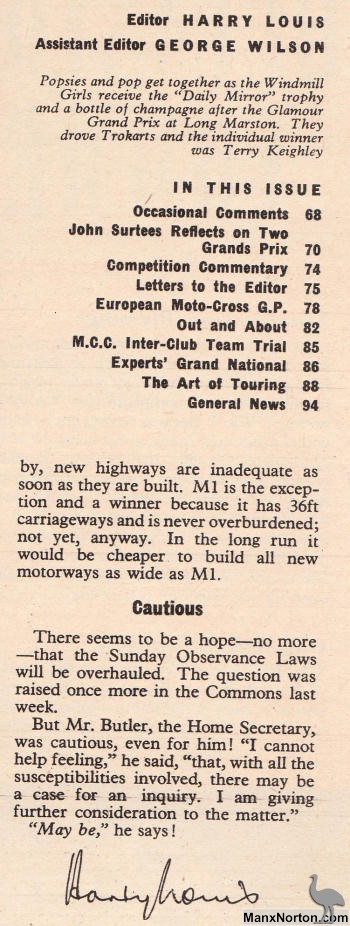 Editor HARRY LOUIS
Assistant Editor GEORGE WILSON
Popsies and pop get together as the Windmill
Girls receive the "Daily Mirror" trophy
and a bottle of champagne after the Glamour
Grand Prix at Long Marston. They
drove Trokarts and the individual winner
was Terry Keighley
IN THIS ISSUE
Occasional Comments 68
John Surtees Reflects on Two
Grands Prix 70
Competition Commentary 74
Letters to the Editor 75
European Moto-Cross G.P. 78
Out and About 82
M.C.C. Inter-Club Team Trial 85
Experts' Grand National 86
The Art of Touring 88
General News 94
by, new highways are inadequate as
soon as they are built. M1 is the excep-
tion and a winner because it has 36ft
carriageways and is never overburdened;
not yet, anyway. In the long run it
would be cheaper to build all new
motorways as wide as M1.
Cautious
There seems to be a hope—no more
—that the Sunday Observance Laws
will be overhauled. The question was
raised once more in the Commons last
week.
But Mr. Butler, the Home Secretary,
was cautious, even for him! "I cannot
help feeling," he said, "that, with all the
susceptibilities involved, there may be
a case for an inquiry. I am giving
further consideration to the matter."
"May be," he says!
Harry Louis
ManxNorton.com